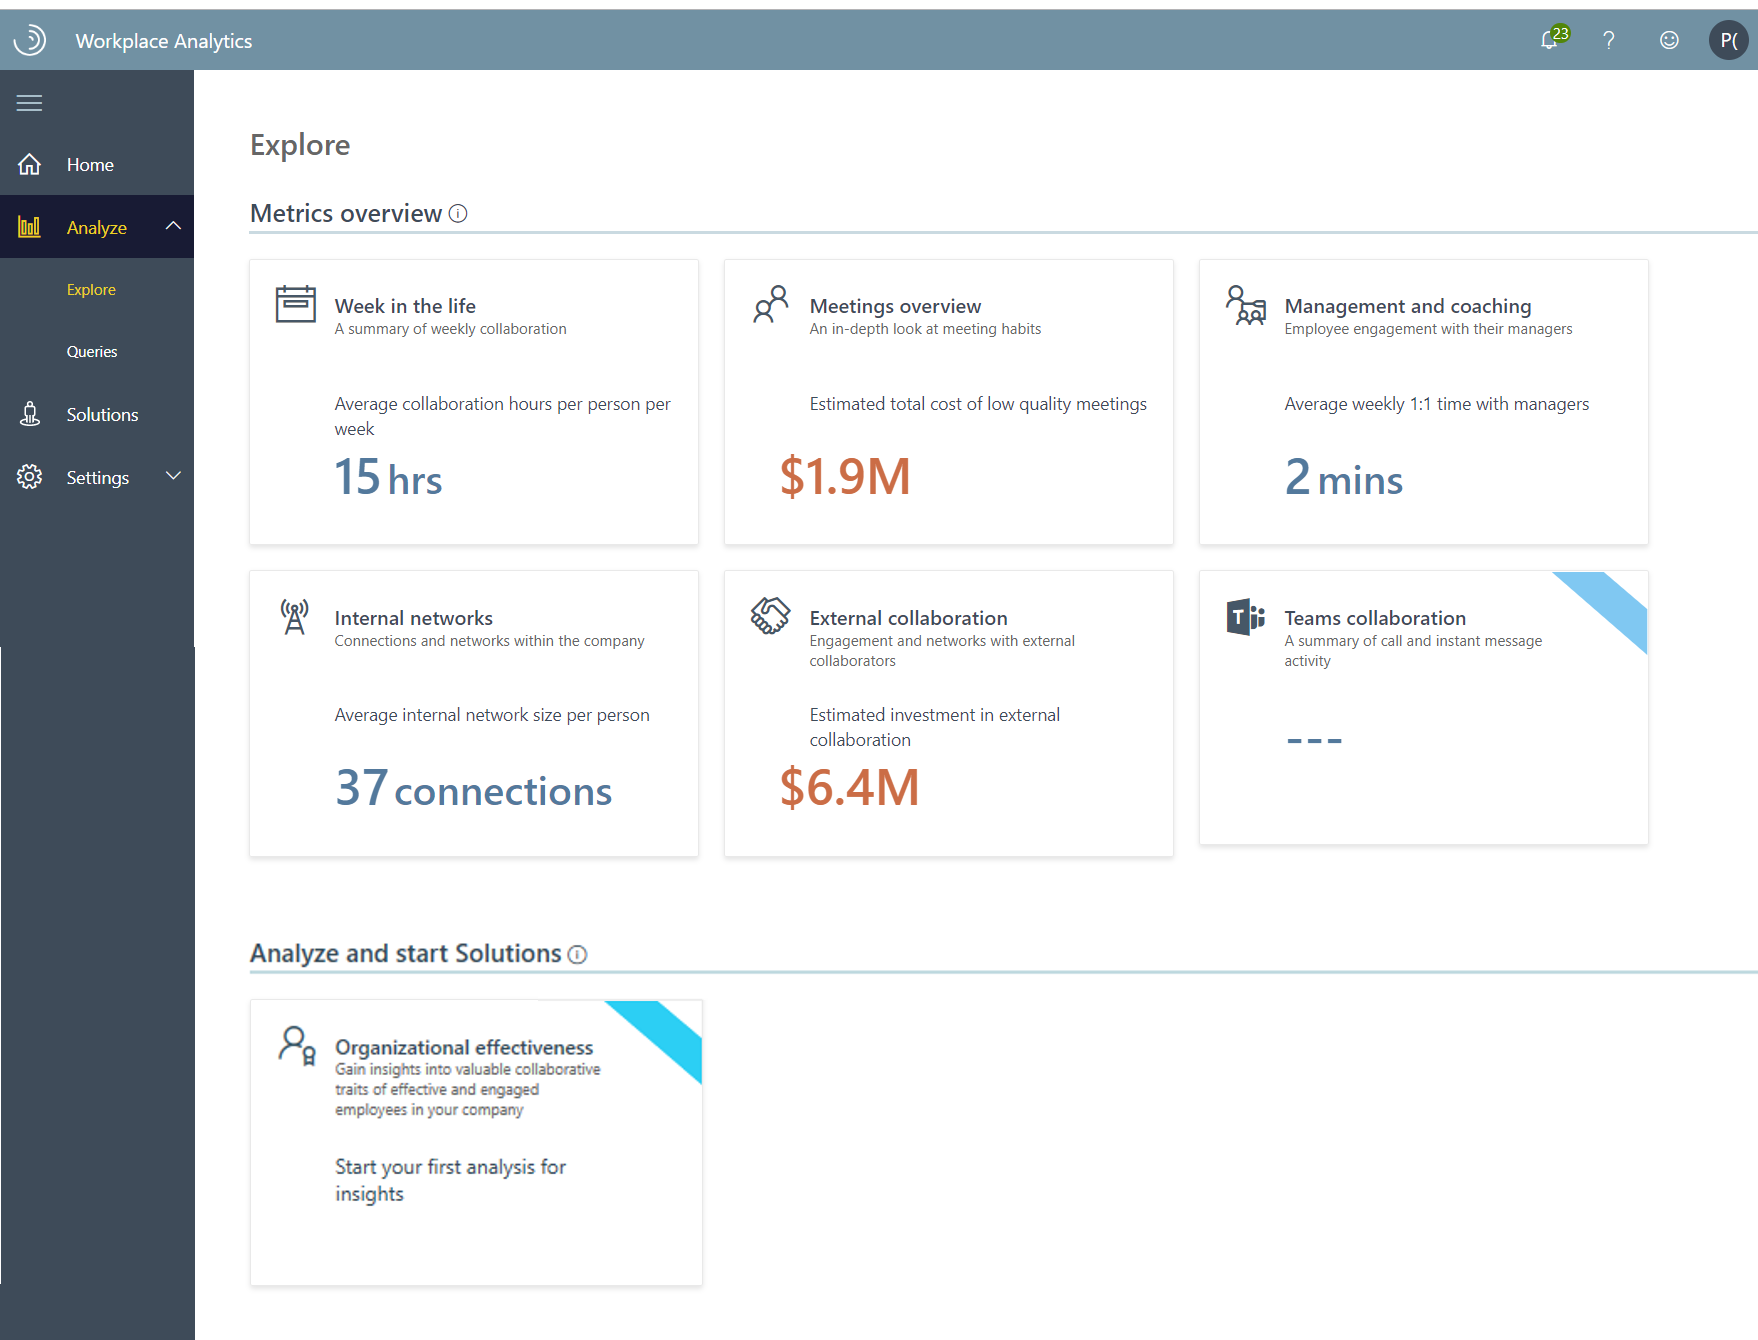 Workplace Analytics
23
?
P(
Home
Analyze
Explore
Queries
Solutions
Settings
Explore
Metrics overview
Week in the life
A summary of weekly collaboration
Average collaboration hours per person per
week
15 hrs
Meetings overview
An in-depth look at meeting habits
Estimated total cost of low quality meetings
$1.9M
Management and coaching
Employee engagement with their managers
Average weekly 1:1 time with managers
2 mins
Internal networks
Connections and networks within the company
Average internal network size per person
37 connections
External collaboration
Engagement and networks with external
collaborators
Estimated investment in external
collaboration
$6.4M
T
Teams collaboration
A summary of call and instant message
activity
---
Analyze and start Solutions
Organizational effectiveness
Gain insights into valuable collaborative
traits of effective and engaged
employees in your company
Start your first analysis for
insights